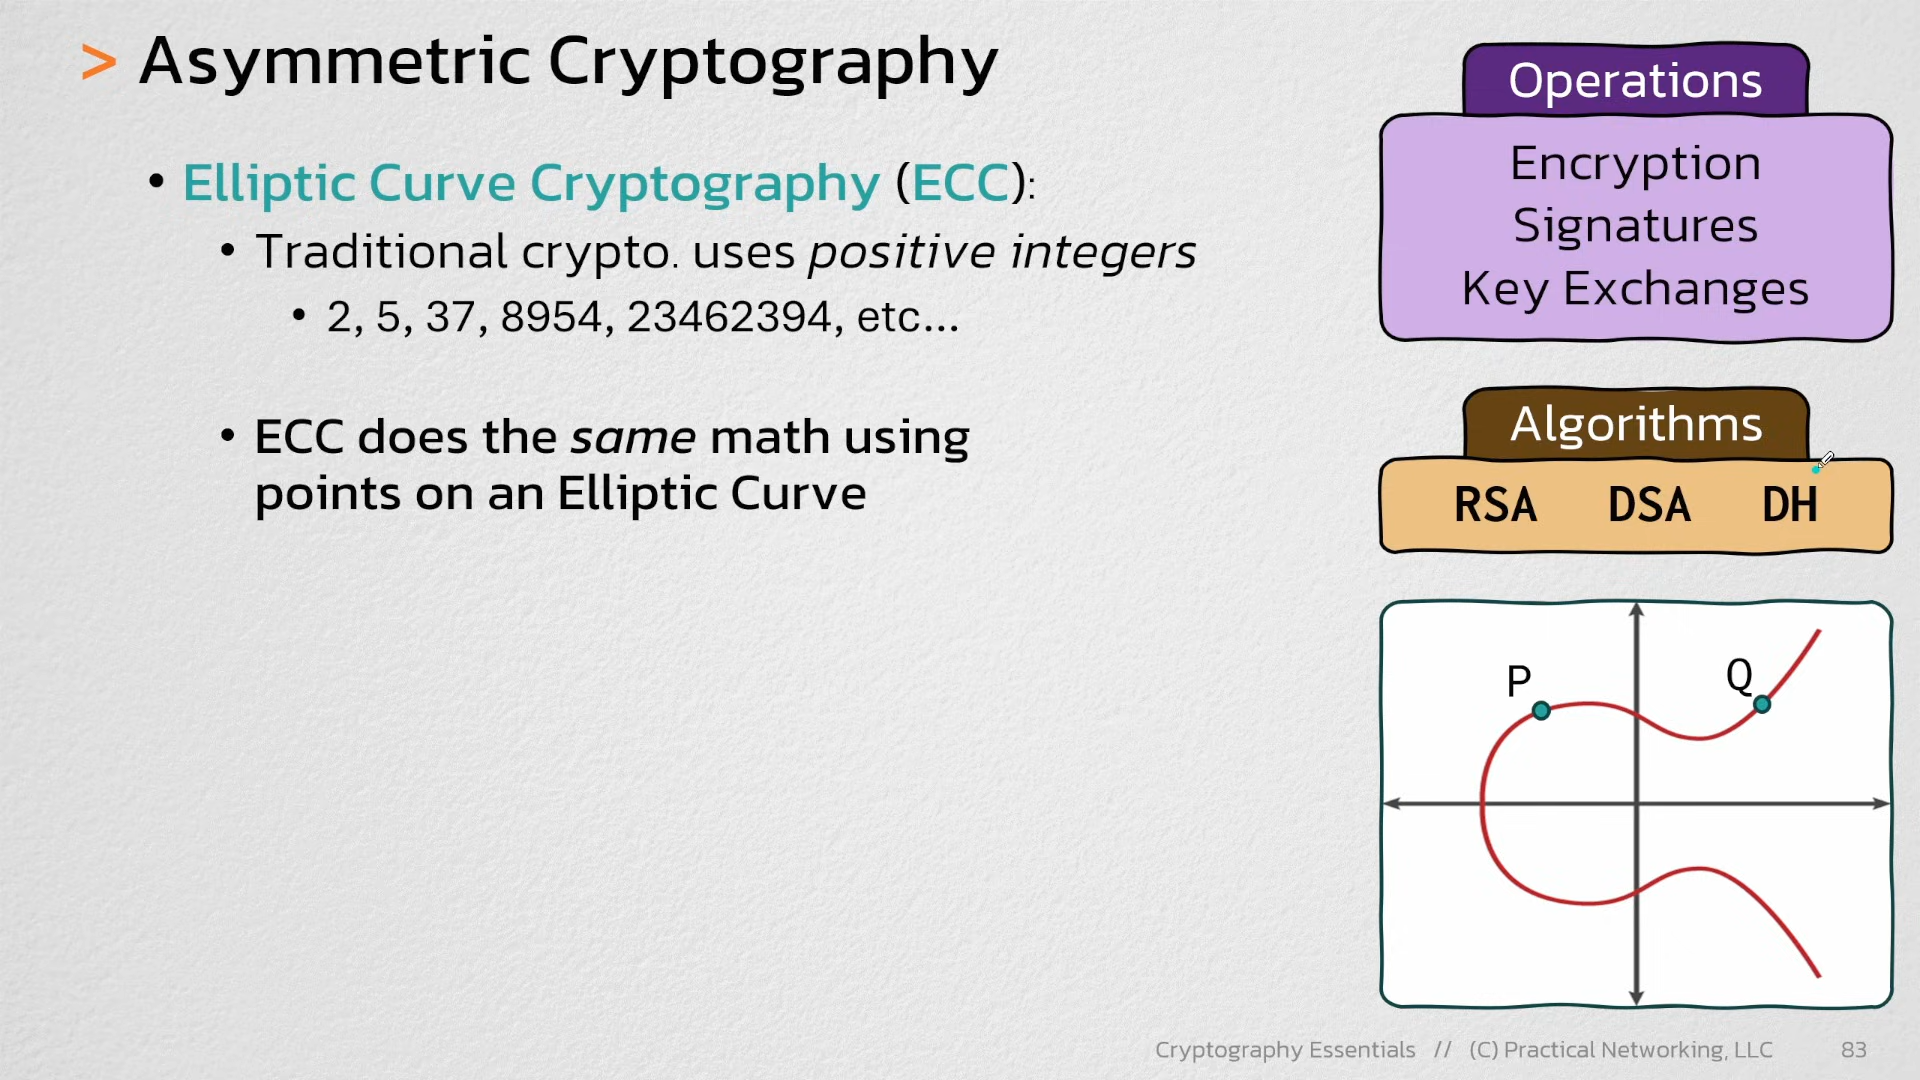 > Asymmetric Cryptography
• Elliptic Curve Cryptography (ECC):
• Traditional crypto. uses positive integers
• 2, 5, 37, 8954, 23462394, etc...
• ECC does the same math using
points on an Elliptic Curve
Operations
Encryption
Signatures
Key Exchanges
Algorithms
RSA DSA DH
P
Q
Cryptography Essentials // (C) Practical Networking, LLC 83